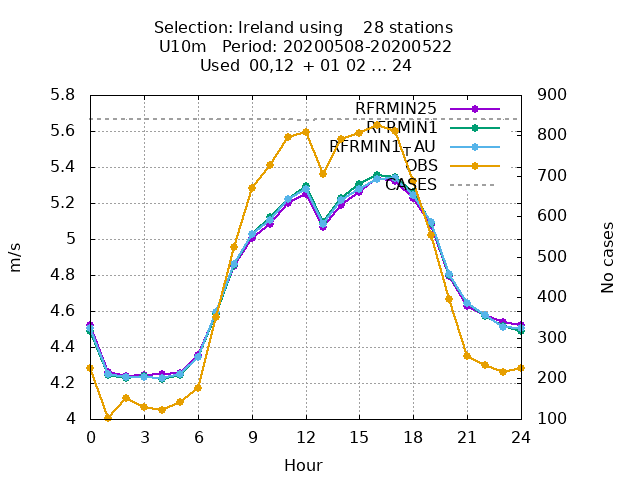 Selection: Ireland using    28 stations
U10m   Period: 20200508-20200522
Used  00,12  + 01 02 ... 24
5.8
5.6
5.4
5.2
5
4.8
4.6
4.4
4.2
4
900
800
700
600
500
400
300
200
100
RFRMIN25
RFRMIN1
RFRMIN1_AU
OBS
CASES
m/s
No cases
0 3 6 9 12 15 18 21 24
Hour